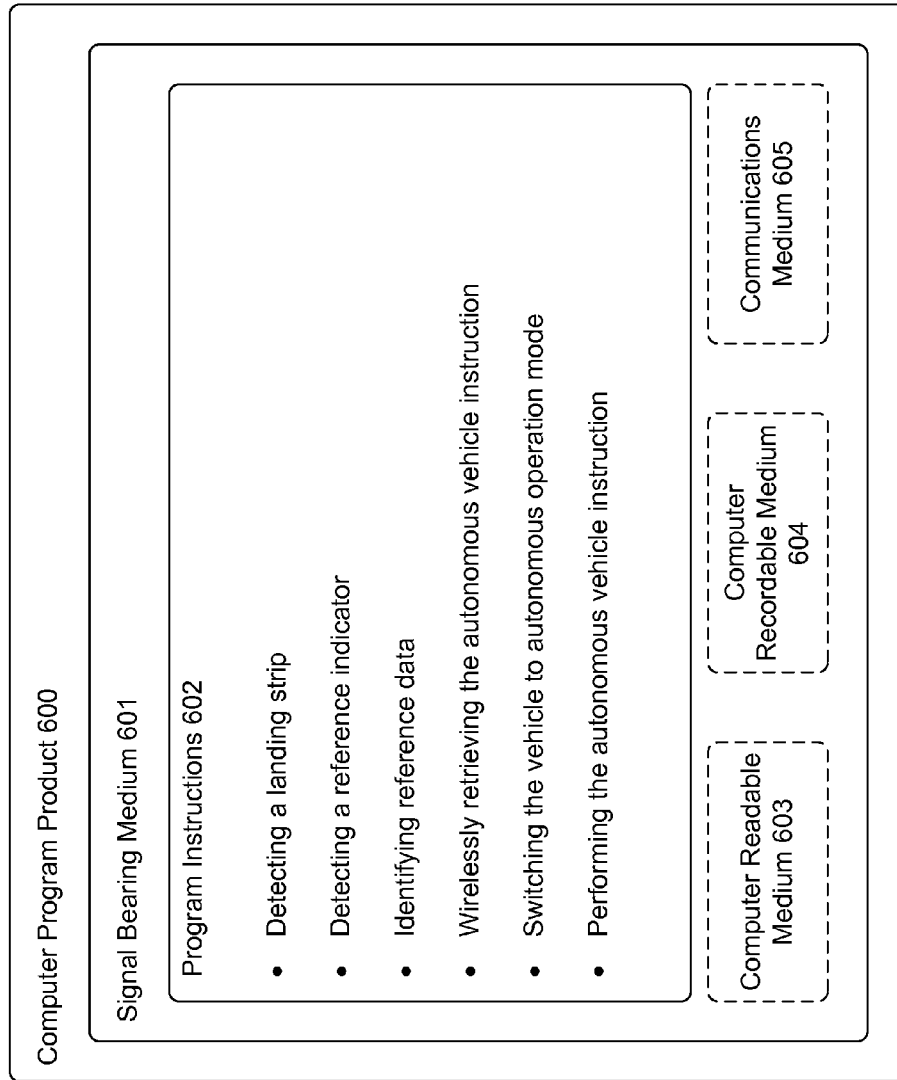 Computer Program Product 600
Signal Bearing Medium 601
Program Instructions 602
• Detecting a landing strip
• Detecting a reference indicator
• Identifying reference data
• Wirelessly retrieving the autonomous vehicle instruction
• Switching the vehicle to autonomous operation mode
• Performing the autonomous vehicle instruction
Computer Readable
Medium 603
Computer
Recordable Medium
604
Communications
Medium 605